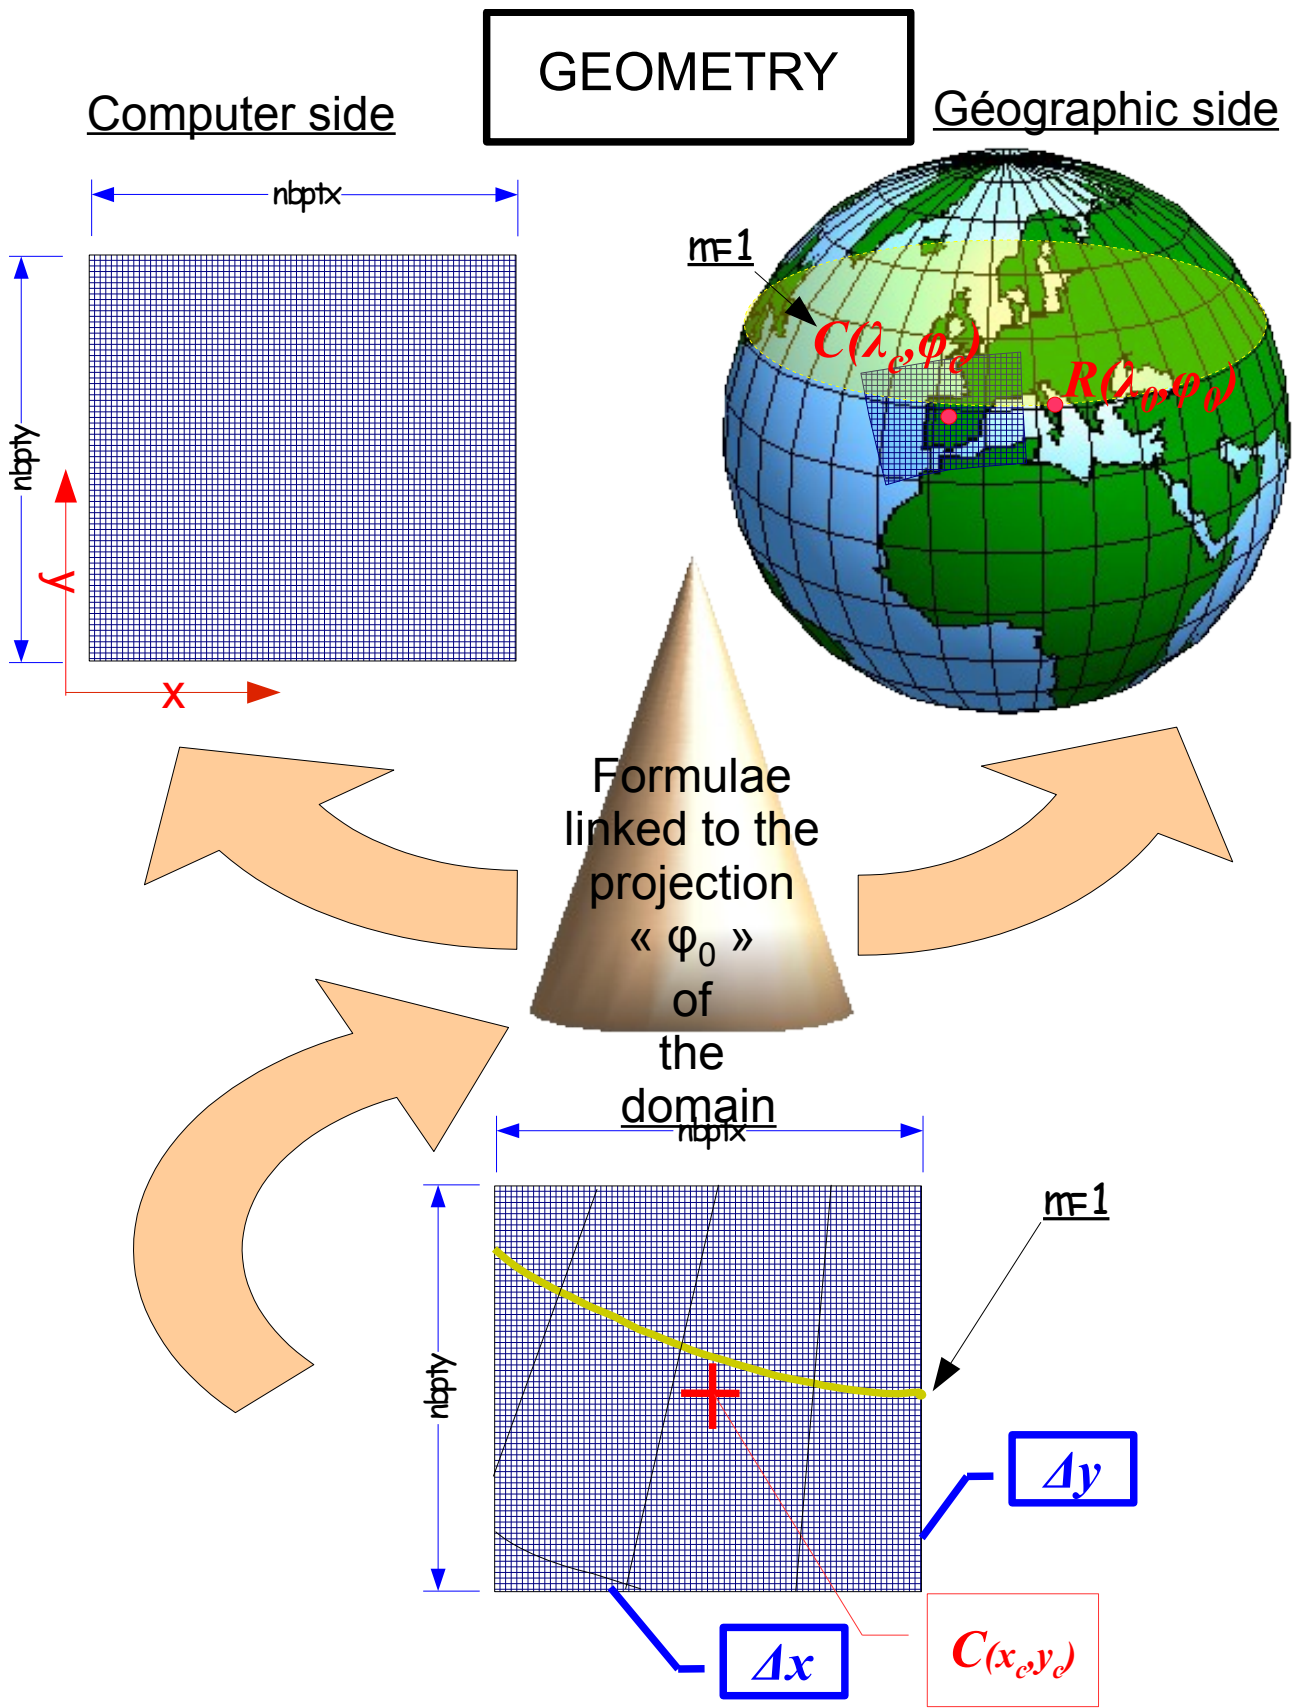 GEOMETRY
Computer side
Géographic side
nbptx
m=1
C(λc,φc)
R(λ0,φ0)
nbpty
y
x
Formulae
linked to the
projection
« φ0 »
of
the
domain
nbptx
m=1
nbpty
Δy
C(xc,yc)
Δx